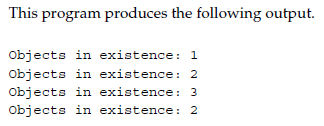 This program produces the following output.
Objects in existence: 1
Objects in existence: 2
Objects in existence: 3
Objects in existence: 2